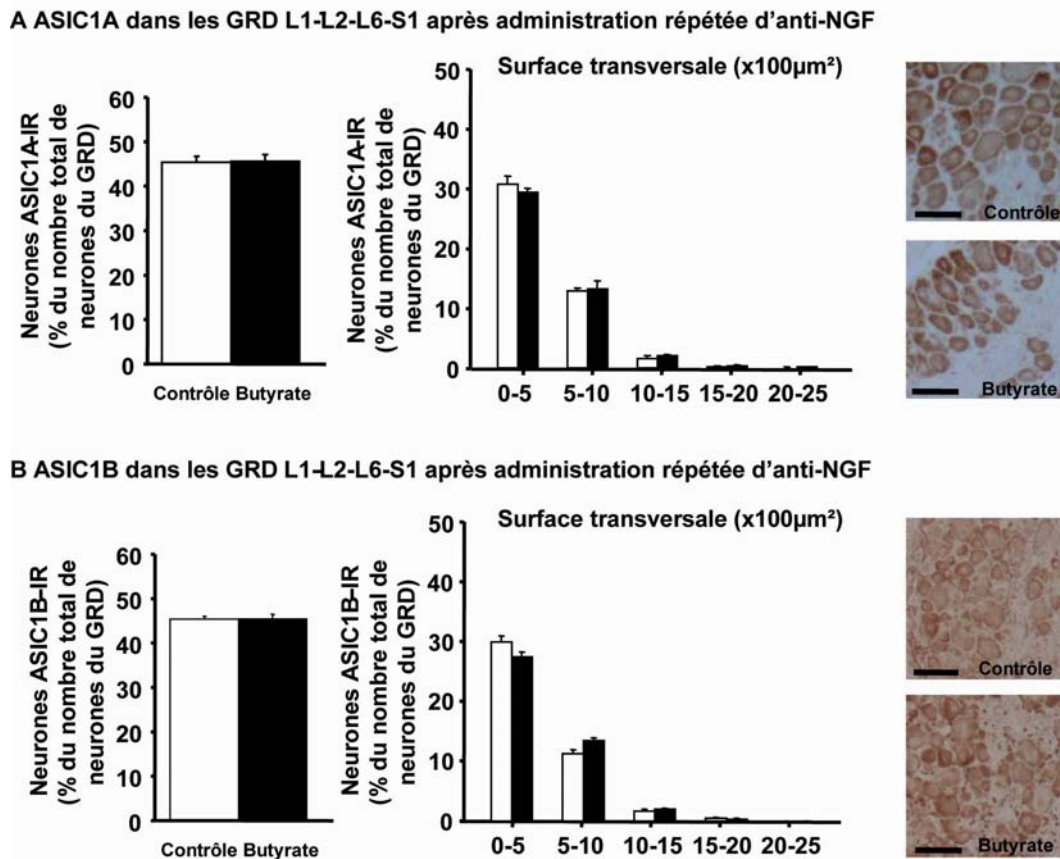 A ASIC1A dans les GRD L1-L2-L6-S1 après administration répétée d’anti-NGF
Neurones ASIC1A-IR
(% du nombre total de
neurones du GRD)
60
50
40
30
20
10
0
Contrôle Butyrate
Surface transversale (x100µm²)
Neurones ASIC1A-IR
(% du nombre total de
neurones du GRD)
50
40
30
20
10
0
0-5 5-10 10-15 15-20 20-25
Contrôle
Butyrate
B ASIC1B dans les GRD L1-L2-L6-S1 après administration répétée d’anti-NGF
Neurones ASIC1B-IR
(% du nombre total de
neurones du GRD)
60
50
40
30
20
10
0
Contrôle Butyrate
Surface transversale (x100µm²)
Neurones ASIC1B-IR
(% du nombre total de
neurones du GRD)
50
40
30
20
10
0
0-5 5-10 10-15 15-20 20-25
Contrôle
Butyrate